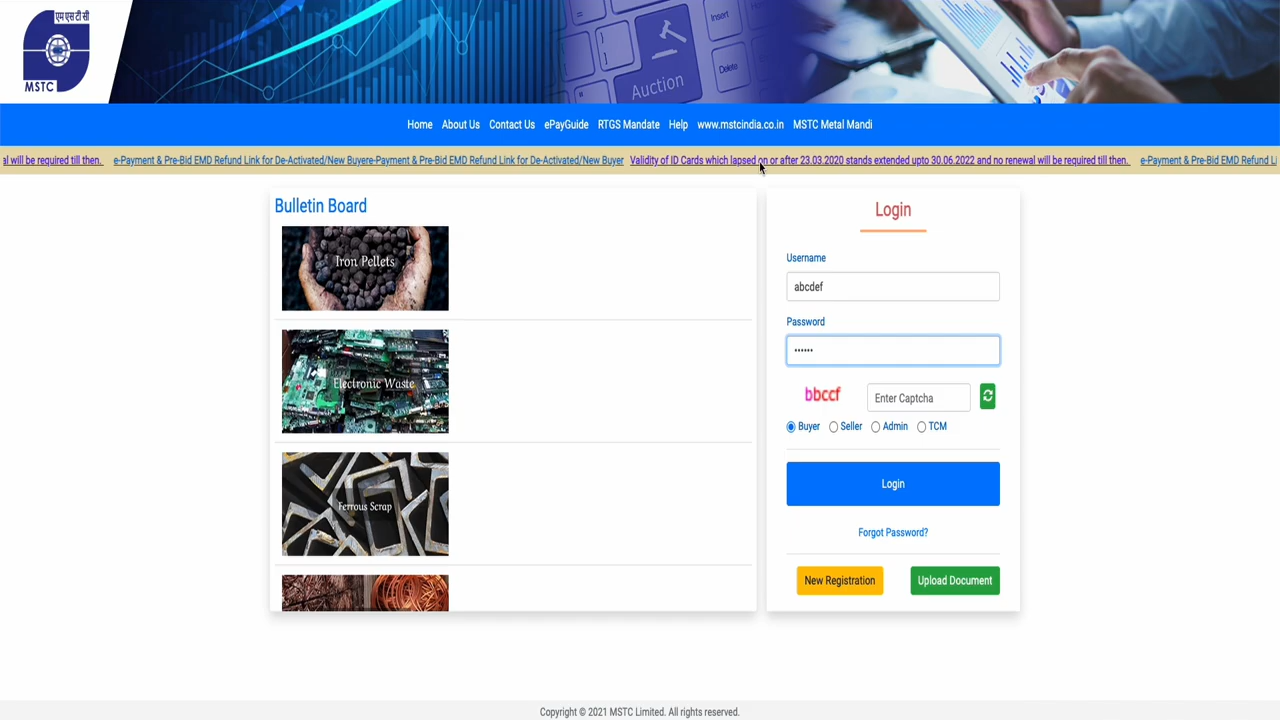 एम एस टी सी
MSTC
Insert
Delete
Auction
Home About Us Contact Us ePayGuide RTGS Mandate Help www.mstcindia.co.in MSTC Metal Mandi
al will be required till then. e-Payment & Pre-Bid EMD Refund Link for De-Activated/New Buyere-Payment & Pre-Bid EMD Refund Link for De-Activated/New Buyer Validity of ID Cards which lapsed on or after 23.03.2020 stands extended upto 30.06.2022 and no renewal will be required till then. e-Payment & Pre-Bid EMD Refund Li
Bulletin Board
Iron Pellets
Electronic Waste
Ferrous Scrap
Login
Username
abcdef
Password
••••••
bbccf Enter Captcha
Buyer Seller Admin TCM
Login
Forgot Password?
New Registration Upload Document
Copyright © 2021 MSTC Limited. All rights reserved.